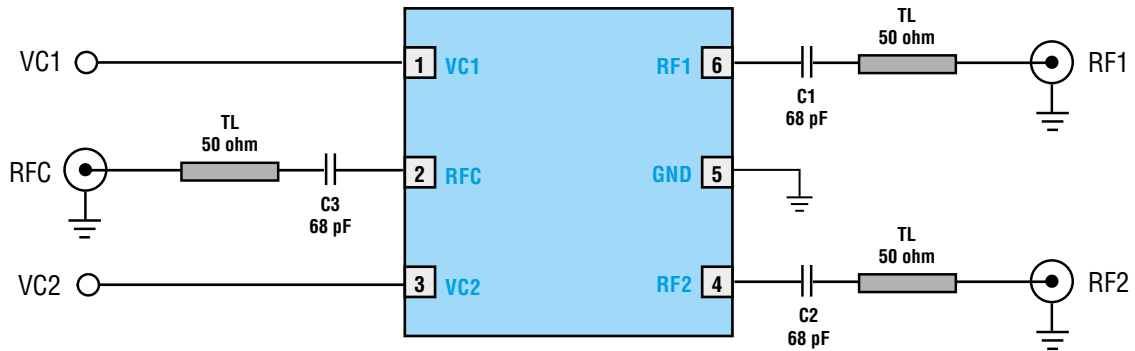 TL
50 ohm
VC1
1
VC1
RF1
6
C1
68 pF
RF1
TL
50 ohm
RFC
C3
68 pF
2
RFC
GND
5
TL
50 ohm
VC2
3
VC2
RF2
4
C2
68 pF
RF2